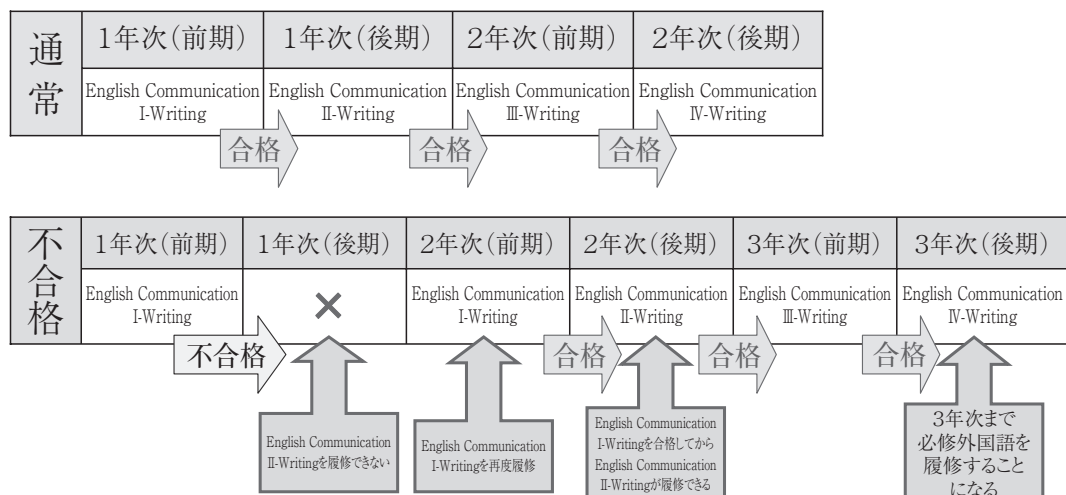 通常
1年次（前期） 1年次（後期） 2年次（前期） 2年次（後期）
English Communication English Communication English Communication English Communication
I-Writing Ⅱ-Writing Ⅲ-Writing Ⅳ-Writing
合格 合格 合格
不合格
1年次（前期） 1年次（後期） 2年次（前期） 2年次（後期） 3年次（前期） 3年次（後期）
English Communication × English Communication English Communication English Communication English Communication
I-Writing I-Writing Ⅱ-Writing Ⅲ-Writing Ⅳ-Writing
不合格 合格 合格 合格
English Communication
Ⅱ-Writingを履修できない
English Communication
I-Writingを再度履修
English Communication
I-Writingを合格してから
English Communication
Ⅱ-Writingが履修できる
3年次まで
必修外国語を
履修すること
になる